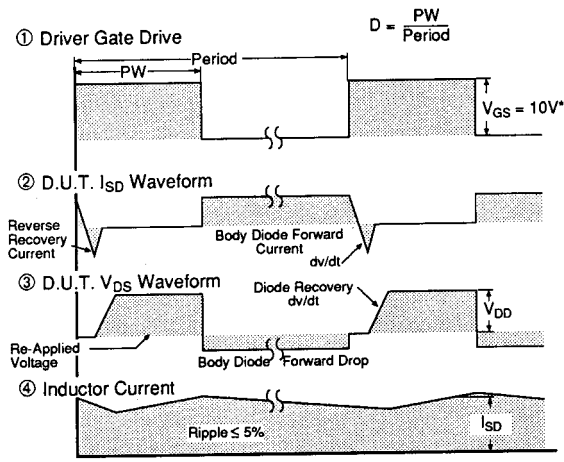 ① Driver Gate Drive
D = PW
Period
Period
PW
VGS = 10V*
② D.U.T. ISD Waveform
Reverse
Recovery
Current
Body Diode Forward
Current
dv/dt
③ D.U.T. VDS Waveform
Diode Recovery
dv/dt
VDD
Re-Applied
Voltage
Body Diode Forward Drop
④ Inductor Current
Ripple ≤ 5%
ISD